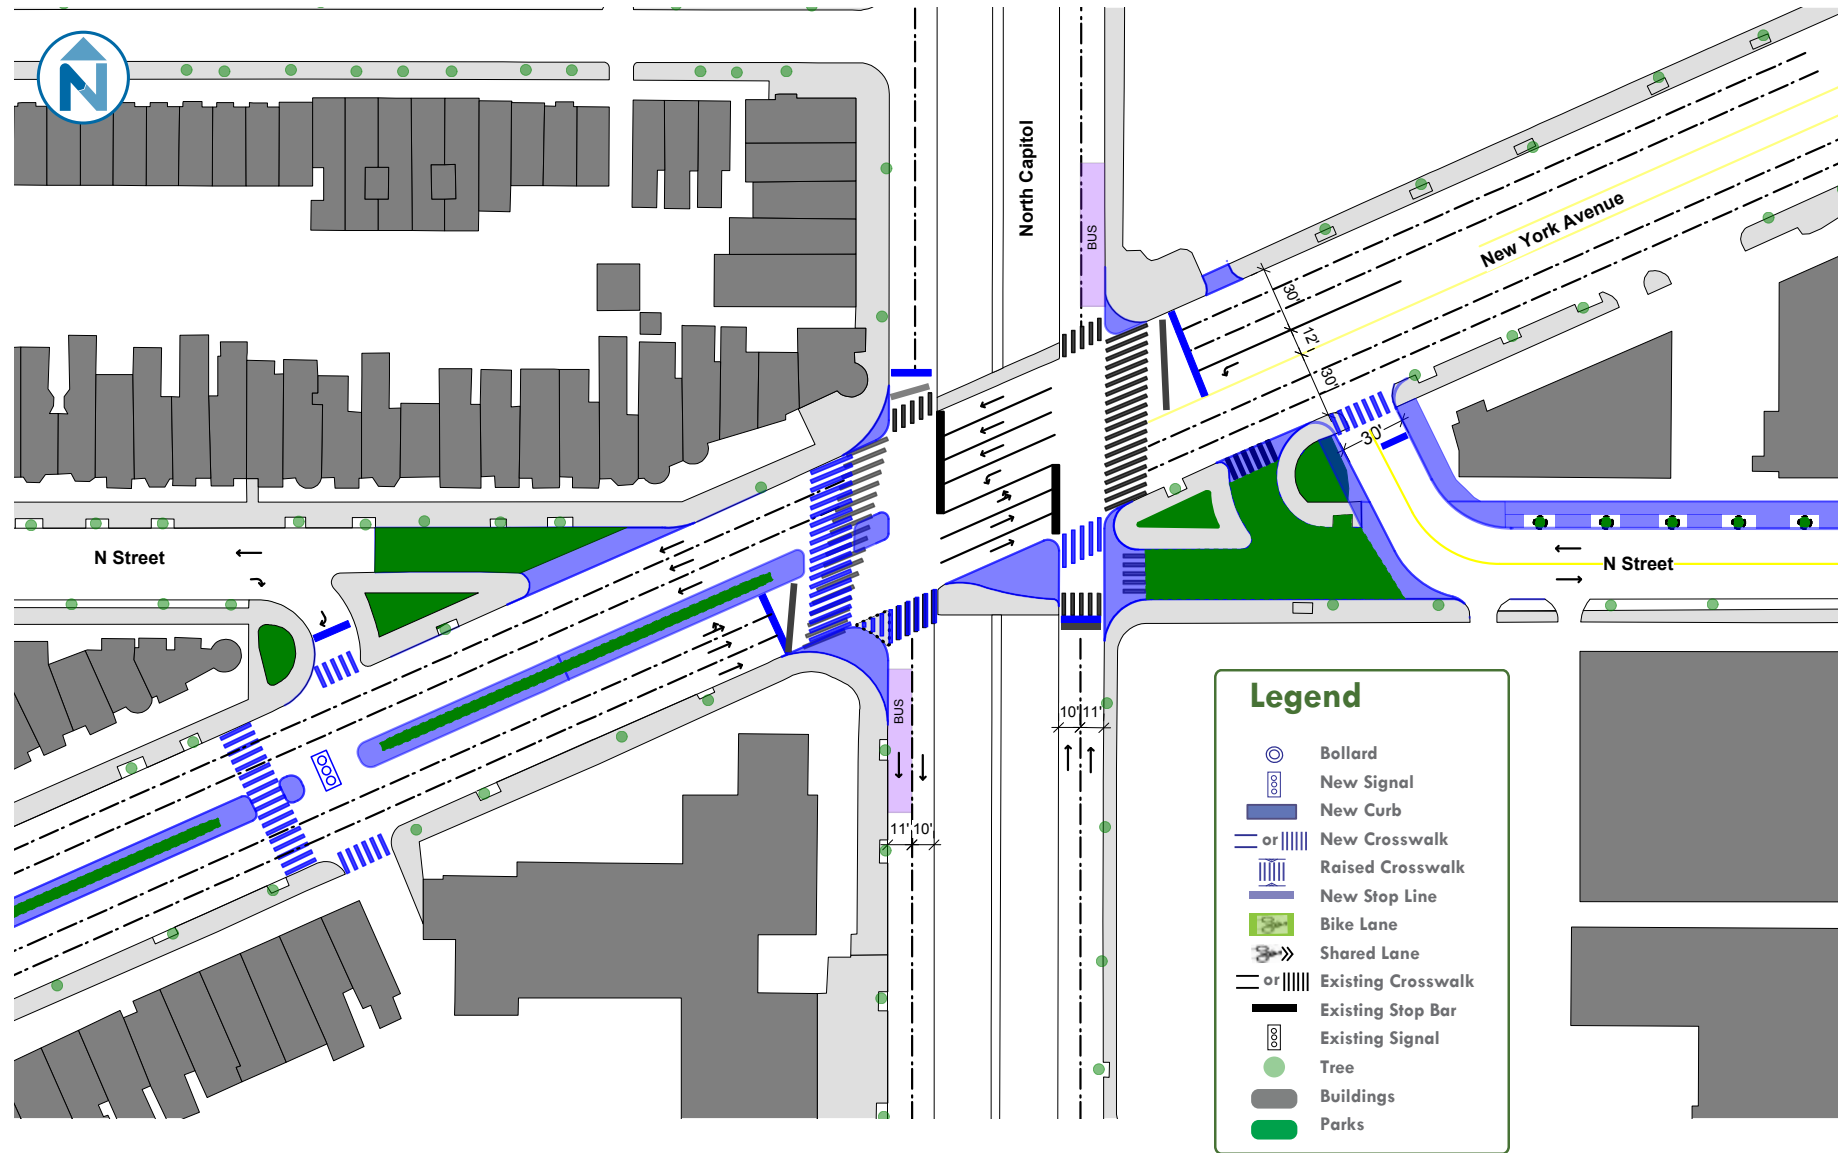 N
North Capitol
BUS
New York Avenue
30'
12'
30'
30'
N Street
N Street
BUS
10' 11'
11' 10'
Legend
Bollard
New Signal
New Curb
or New Crosswalk
Raised Crosswalk
New Stop Line
Bike Lane
Shared Lane
or Existing Crosswalk
Existing Stop Bar
Existing Signal
Tree
Buildings
Parks